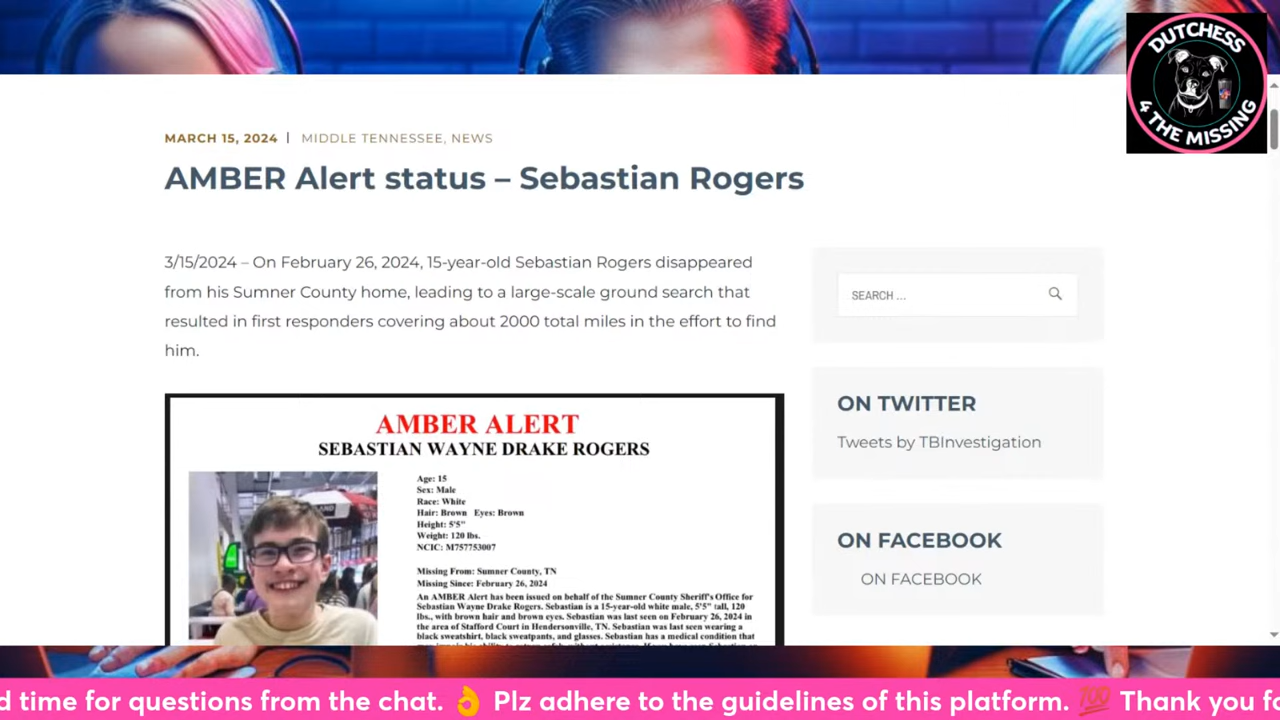 DUTCHESS
4 THE MISSING
MARCH 15, 2024 | MIDDLE TENNESSEE, NEWS
AMBER Alert status – Sebastian Rogers
3/15/2024 – On February 26, 2024, 15-year-old Sebastian Rogers disappeared
from his Sumner County home, leading to a large-scale ground search that
resulted in first responders covering about 2000 total miles in the effort to find
him.
SEARCH ...
ON TWITTER
Tweets by TBInvestigation
ON FACEBOOK
ON FACEBOOK
AMBER ALERT
SEBASTIAN WAYNE DRAKE ROGERS
Age: 15
Sex: Male
Race: White
Hair: Brown Eyes: Brown
Height: 5'5"
Weight: 120 lbs.
NCIC: M757753007
Missing From: Sumner County, TN
Missing Since: February 26, 2024
An AMBER Alert has been issued on behalf of the Sumner County Sheriff's Office for
Sebastian Wayne Drake Rogers. Sebastian is a 15-year-old white male, 5'5" tall, 120
lbs., with brown hair and brown eyes. Sebastian was last seen on February 26, 2024 in
the area of Stafford Court in Hendersonville, TN. Sebastian was last seen wearing a
black sweatshirt, black sweatpants, and glasses. Sebastian has a medical condition that
d time for questions from the chat. 👌 Plz adhere to the guidelines of this platform. 💯 Thank you fo